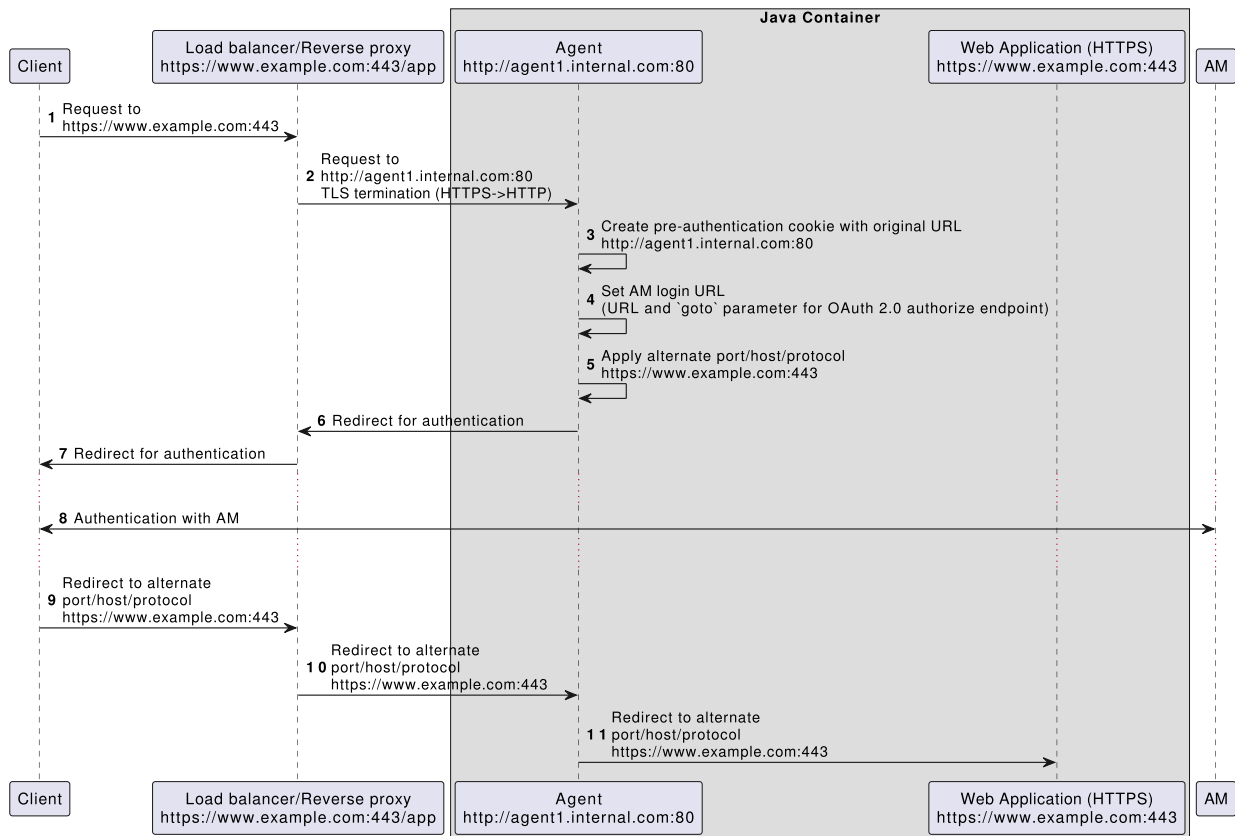 Java Container
Client
Load balancer/Reverse proxy
https://www.example.com:443/app
Agent
http://agent1.internal.com:80
Web Application (HTTPS)
https://www.example.com:443
AM
1 Request to
https://www.example.com:443
Request to
2 http://agent1.internal.com:80
TLS termination (HTTPS->HTTP)
3 Create pre-authentication cookie with original URL
http://agent1.internal.com:80
4 Set AM login URL
(URL and `goto` parameter for OAuth 2.0 authorize endpoint)
5 Apply alternate port/host/protocol
https://www.example.com:443
6 Redirect for authentication
7 Redirect for authentication
8 Authentication with AM
Redirect to alternate
9 port/host/protocol
https://www.example.com:443
Redirect to alternate
10 port/host/protocol
https://www.example.com:443
Redirect to alternate
11 port/host/protocol
https://www.example.com:443
Client
Load balancer/Reverse proxy
https://www.example.com:443/app
Agent
http://agent1.internal.com:80
Web Application (HTTPS)
https://www.example.com:443
AM